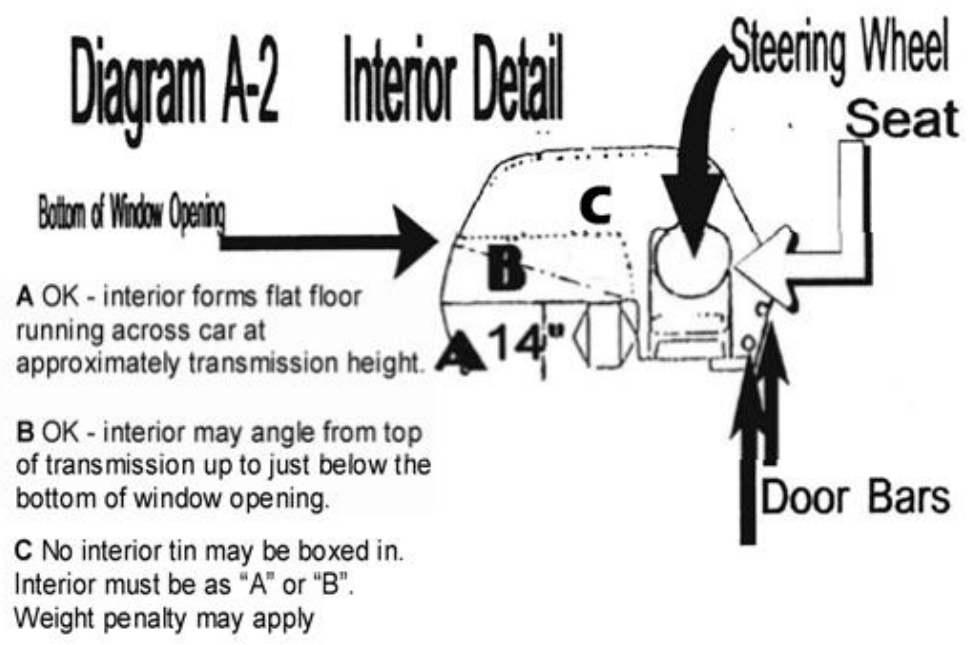 Diagram A-2 Interior Detail
Steering Wheel
Seat
Bottom of Window Opening
C
B
A 14"
A OK - interior forms flat floor
running across car at
approximately transmission height.
B OK - interior may angle from top
of transmission up to just below the
bottom of window opening.
C No interior tin may be boxed in.
Interior must be as “A” or “B”.
Weight penalty may apply
Door Bars